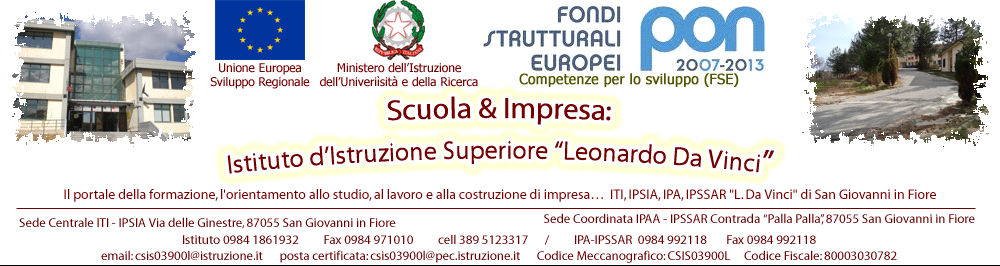 Unione Europea
Sviluppo Regionale
Ministero dell'Istruzione
dell'Univeriìsità e della Ricerca
FONDI
STRUTTURALI
EUROPEI
pon
2007-2013
Competenze per lo sviluppo (FSE)
Scuola & Impresa:
Istituto d'Istruzione Superiore “Leonardo Da Vinci”
Il portale della formazione, l'orientamento allo studio, al lavoro e alla costruzione di impresa… ITI, IPSIA, IPA, IPSSAR "L. Da Vinci" di San Giovanni in Fiore
Sede Centrale ITI - IPSIA Via delle Ginestre, 87055 San Giovanni in Fiore
Sede Coordinata IPAA - IPSSAR Contrada “Palla Palla”, 87055 San Giovanni in Fiore
Istituto 0984 1861932 Fax 0984 971010 cell 389 5123317 / IPA-IPSSAR 0984 992118 Fax 0984 992118
email: csis03900l@istruzione.it posta certificata: csis03900l@pec.istruzione.it Codice Meccanografico: CSIS03900L Codice Fiscale: 80003030782